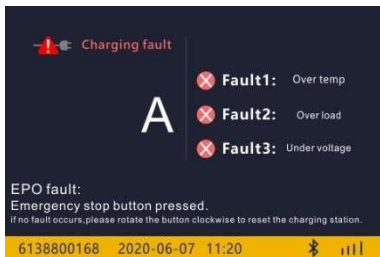 Charging fault
A
Fault1: Over temp
Fault2: Over load
Fault3: Under voltage
EPO fault:
Emergency stop button pressed.
if no fault occurs,please rotate the button clockwise to reset the charging station.
6138800168 2020-06-07 11:20